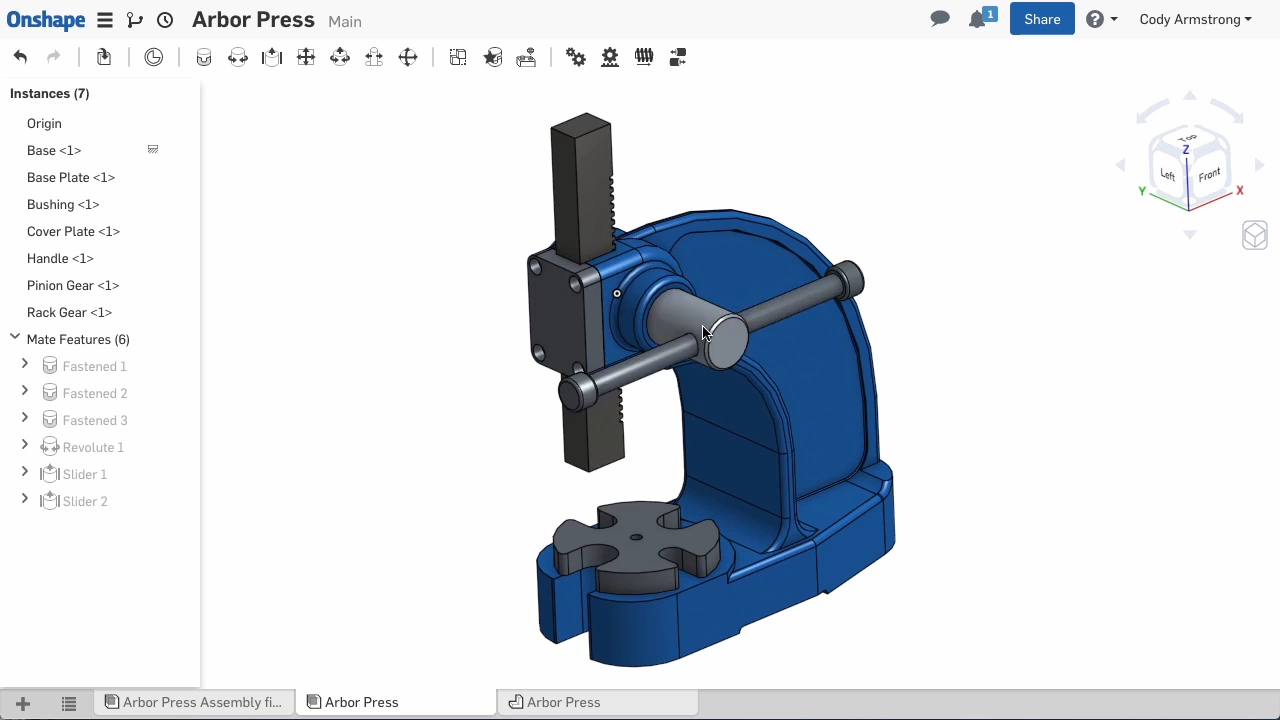 Onshape Arbor Press Main 1 Share Cody Armstrong
Instances (7)
Origin
Base <1>
Base Plate <1>
Bushing <1>
Cover Plate <1>
Handle <1>
Pinion Gear <1>
Rack Gear <1>
Mate Features (6)
Fastened 1
Fastened 2
Fastened 3
Revolute 1
Slider 1
Slider 2
Top
Z
Left Front
Y X
Arbor Press Assembly fi... Arbor Press Arbor Press